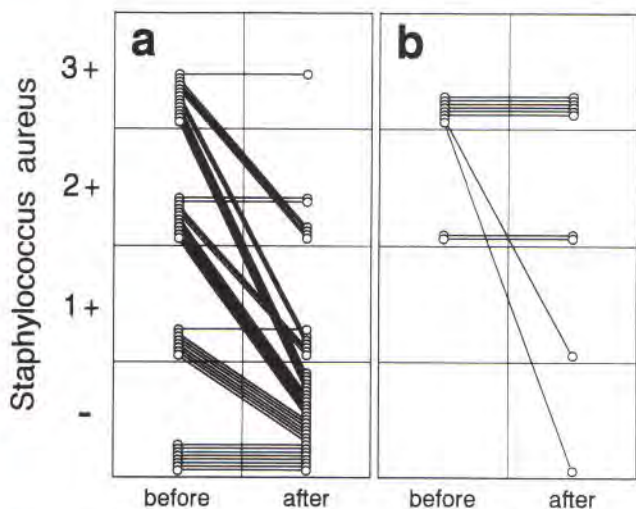 a
b
Staphylococcus aureus
3+
2+
1+
-
before
after
before
after